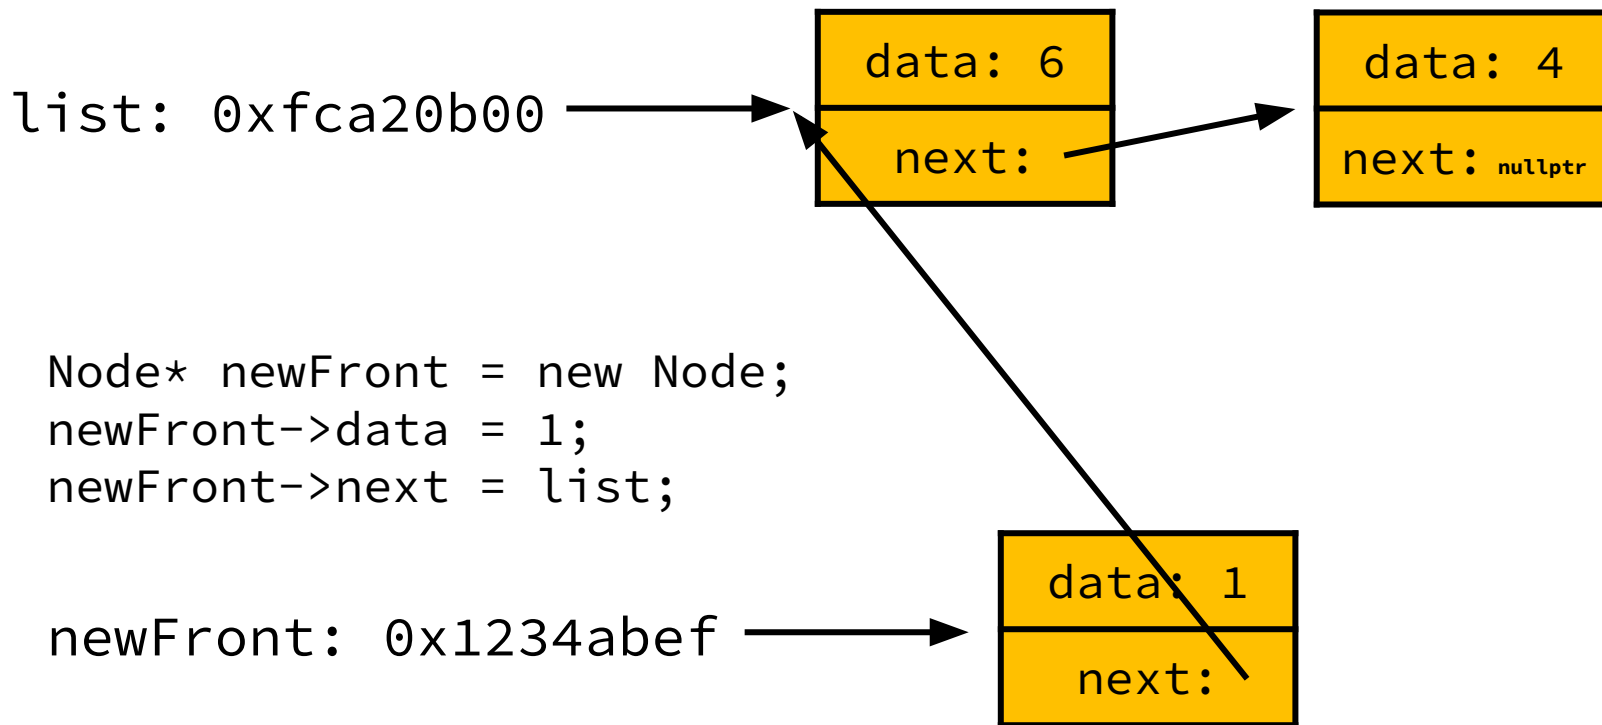 data: 6
data: 4
list: 0xfca20b00
next:
next: nullptr
Node* newFront = new Node;
newFront->data = 1;
newFront->next = list;
data: 1
newFront: 0x1234abef
next: